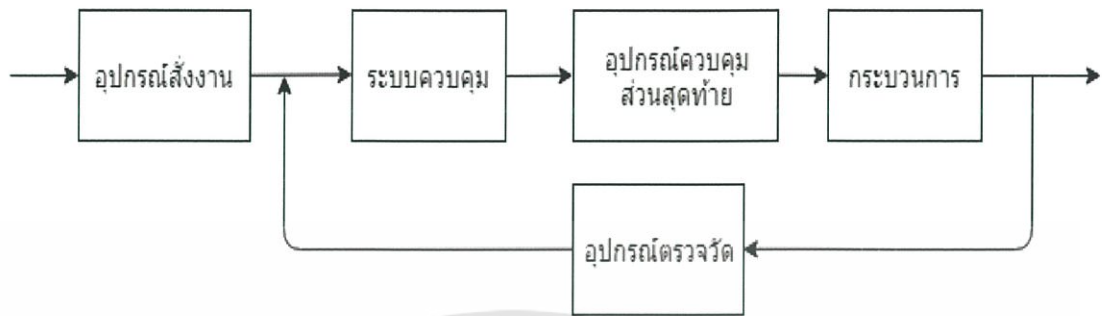 อุปกรณ์สั่งงาน
ระบบควบคุม
อุปกรณ์ควบคุม
ส่วนสุดท้าย
กระบวนการ
อุปกรณ์ตรวจวัด